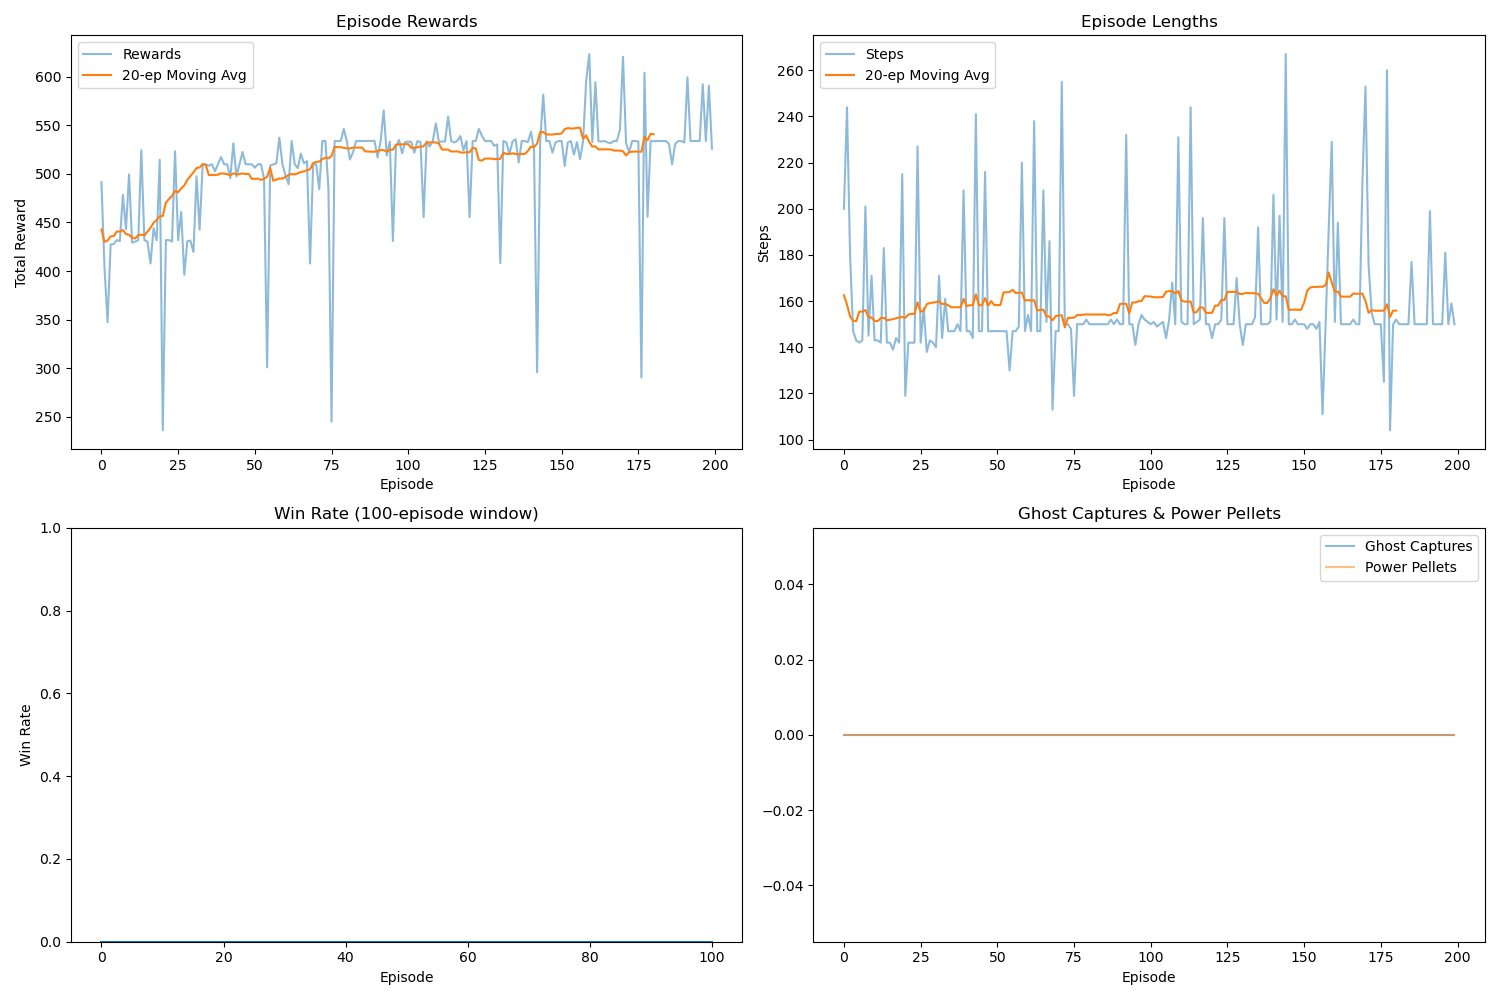 Episode Rewards
Rewards
20-ep Moving Avg
Total Reward
600
550
500
450
400
350
300
250
0 25 50 75 100 125 150 175 200
Episode
Episode Lengths
Steps
20-ep Moving Avg
Steps
260
240
220
200
180
160
140
120
100
0 25 50 75 100 125 150 175 200
Episode
Win Rate (100-episode window)
Win Rate
1.0
0.8
0.6
0.4
0.2
0.0
0 20 40 60 80 100
Episode
Ghost Captures & Power Pellets
Ghost Captures
Power Pellets
0.04
0.02
0.00
−0.02
−0.04
0 25 50 75 100 125 150 175 200
Episode